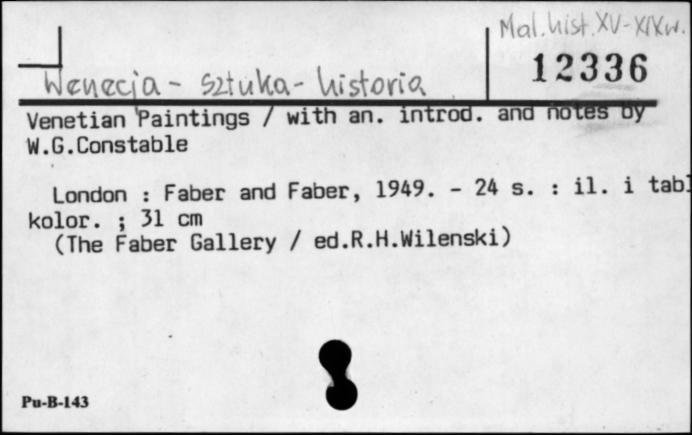 Mal. hist. XV-XIXw.
12336
Wenecja - sztuka - historia
Venetian Paintings / with an. introd. and notes by
W.G.Constable
London : Faber and Faber, 1949. - 24 s. : il. i tabl
kolor. ; 31 cm
(The Faber Gallery / ed.R.H.Wilenski)
Pu-B-143